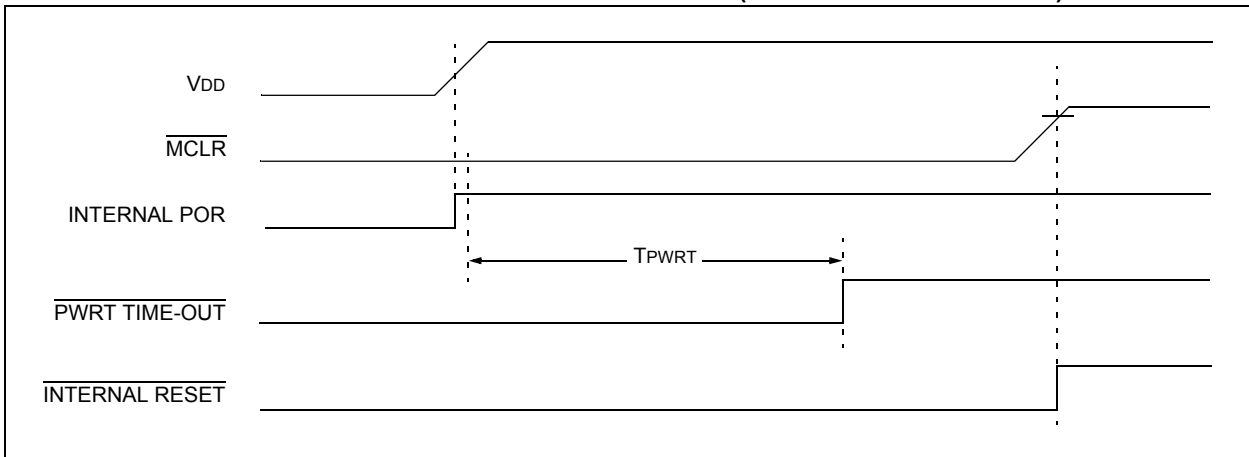 VDD
MCLR
INTERNAL POR
TPWRT
PWRT TIME-OUT
INTERNAL RESET